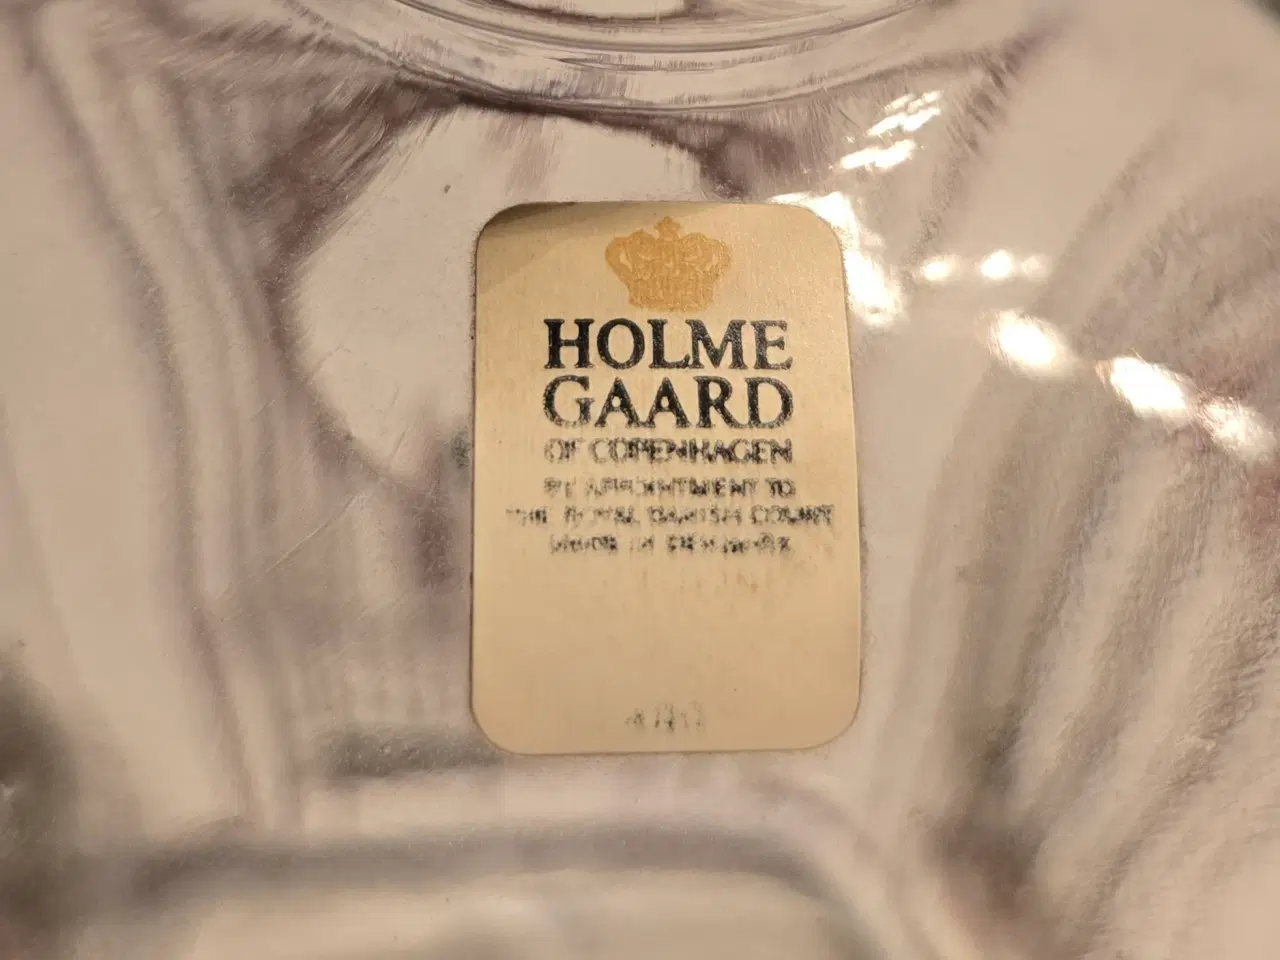 HOLME
GAARD
OF COPENHAGEN
BY APPOINTMENT TO
THE ROYAL DANISH COURT
MADE IN DENMARK